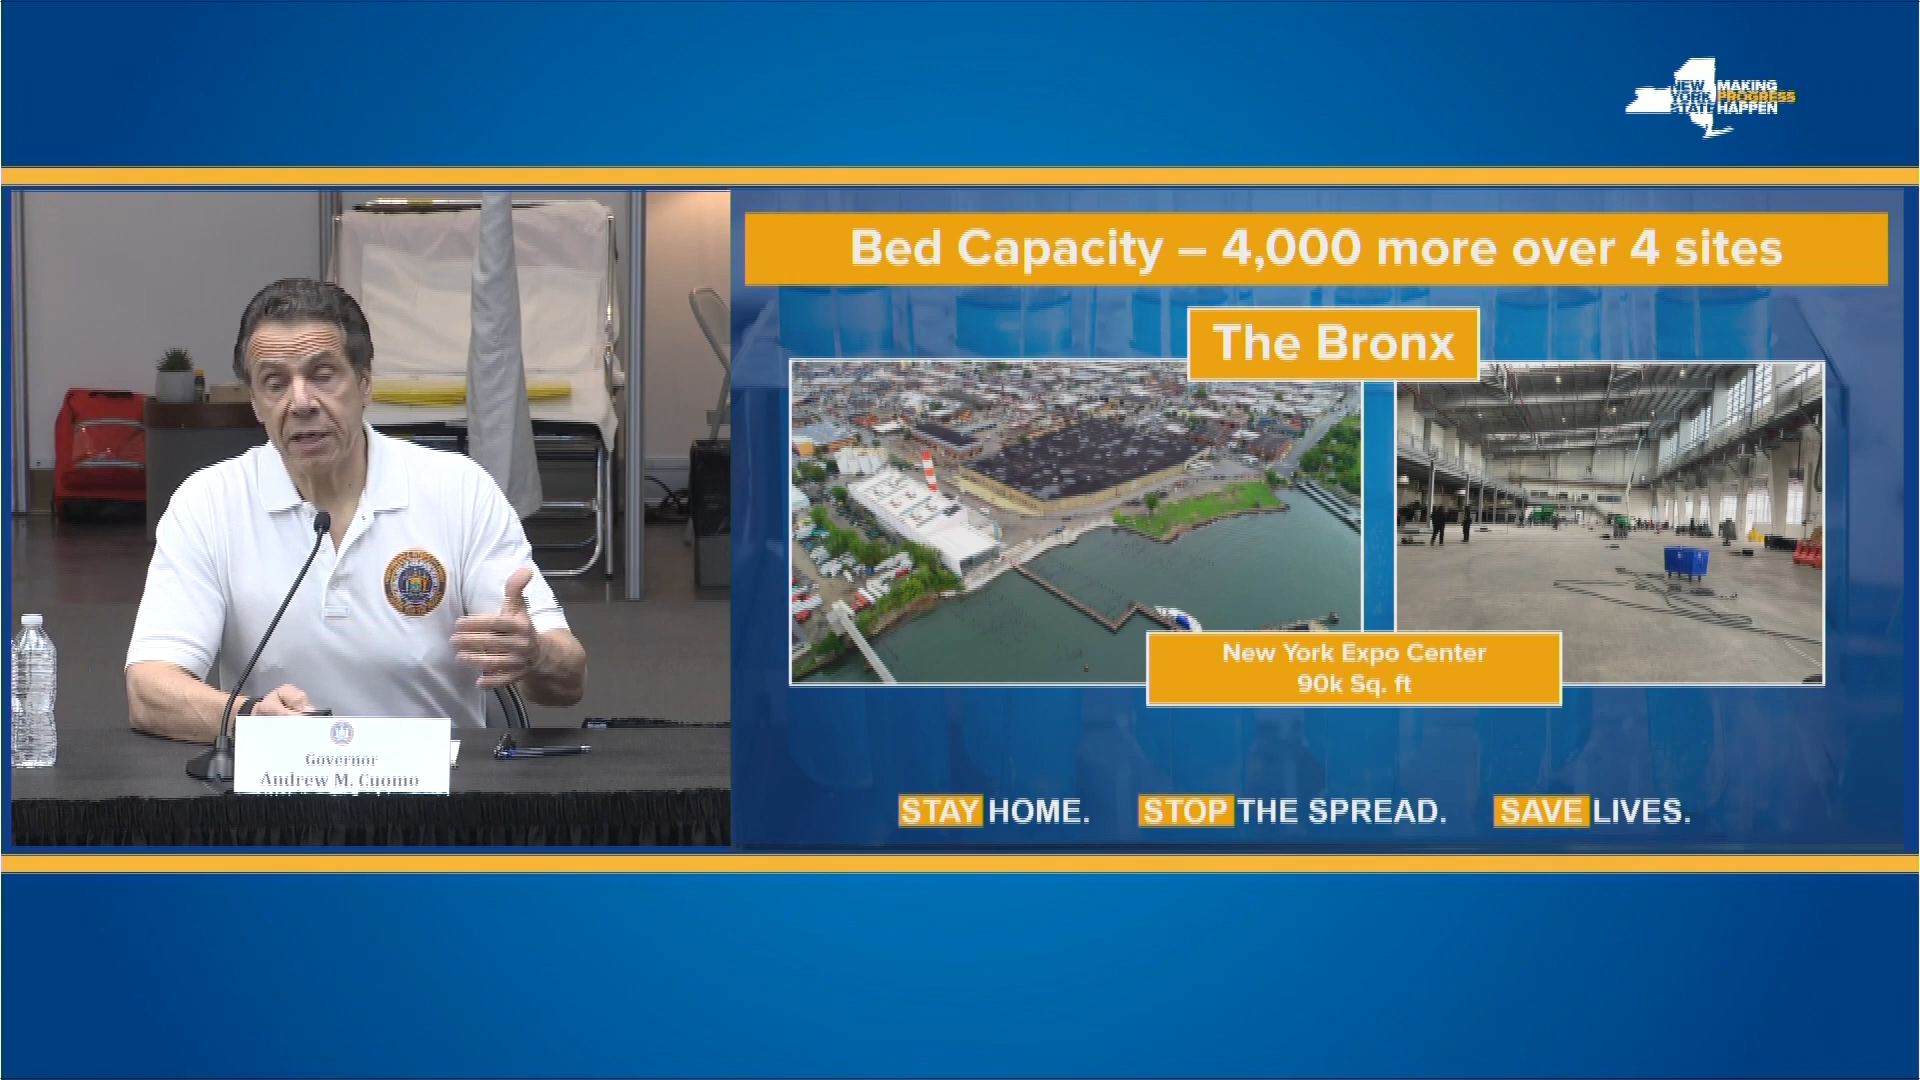 NEW YORK STATE
MAKING PROGRESS HAPPEN
Bed Capacity – 4,000 more over 4 sites
The Bronx
New York Expo Center
90k Sq. ft
Governor
Andrew M. Cuomo
STAY HOME. STOP THE SPREAD. SAVE LIVES.